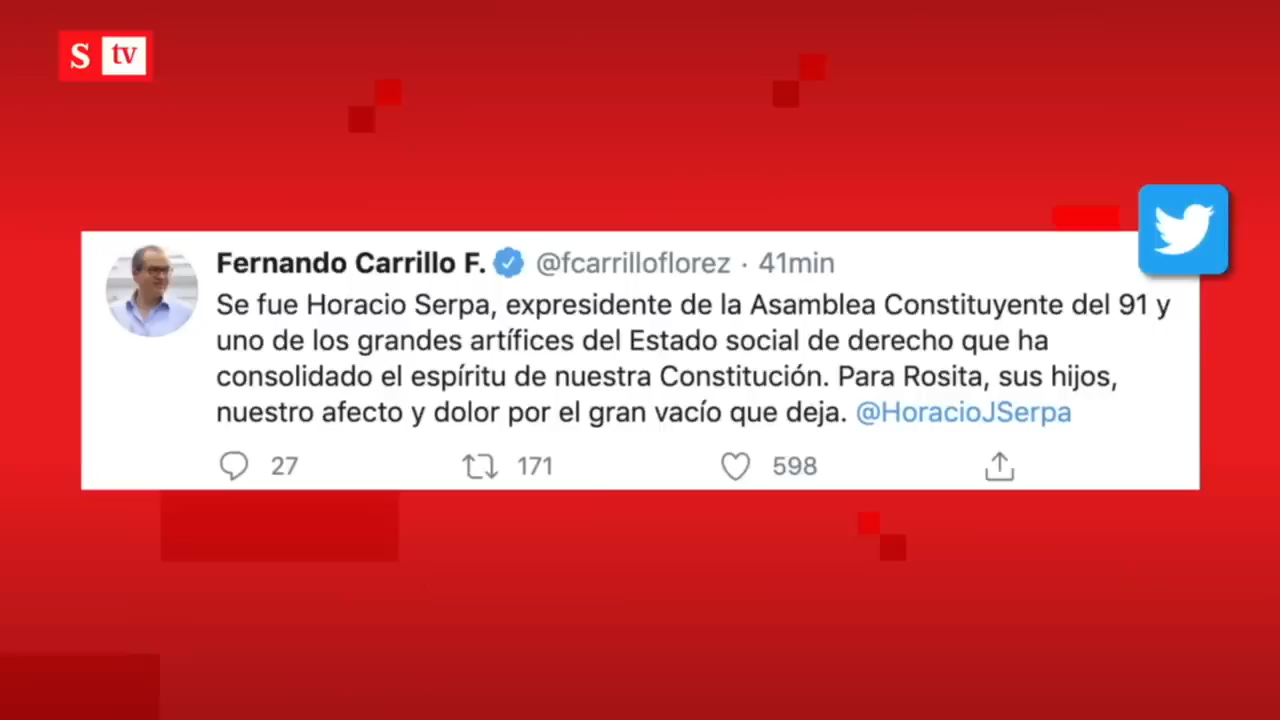 S tv
Fernando Carrillo F. @fcarrilloflorez · 41min
Se fue Horacio Serpa, expresidente de la Asamblea Constituyente del 91 y
uno de los grandes artífices del Estado social de derecho que ha
consolidado el espíritu de nuestra Constitución. Para Rosita, sus hijos,
nuestro afecto y dolor por el gran vacío que deja. @HoracioJSerpa
27 171 598